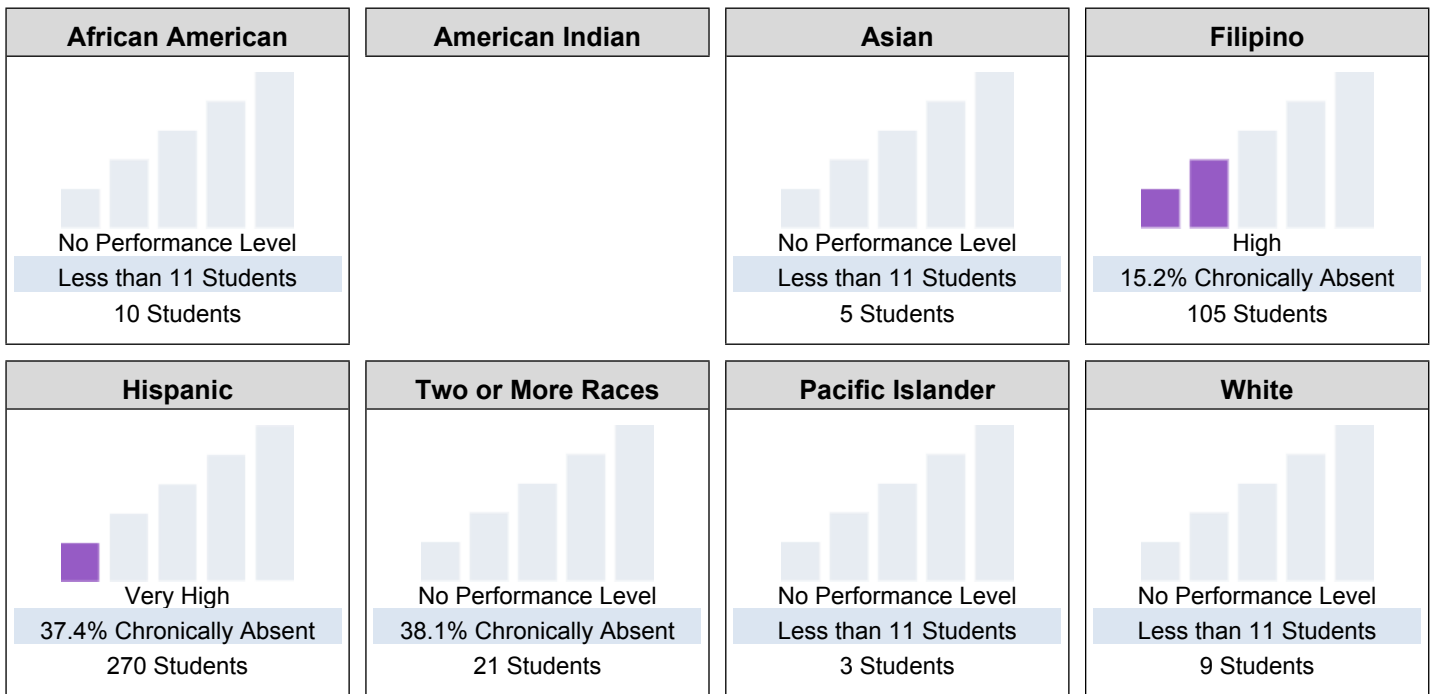 African American
No Performance Level
Less than 11 Students
10 Students
American Indian
Asian
No Performance Level
Less than 11 Students
5 Students
Filipino
High
15.2% Chronically Absent
105 Students
Hispanic
Very High
37.4% Chronically Absent
270 Students
Two or More Races
No Performance Level
38.1% Chronically Absent
21 Students
Pacific Islander
No Performance Level
Less than 11 Students
3 Students
White
No Performance Level
Less than 11 Students
9 Students